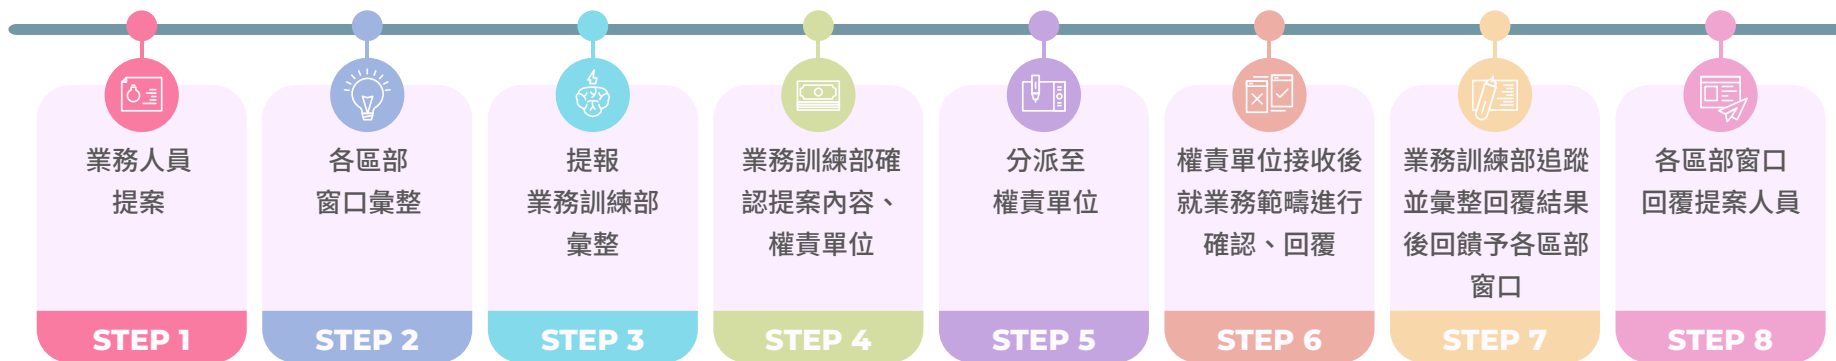 業務人員
提案
STEP 1
各區部
窗口彙整
STEP 2
提報
業務訓練部
彙整
STEP 3
業務訓練部確
認提案內容、
權責單位
STEP 4
分派至
權責單位
STEP 5
權責單位接收後
就業務範疇進行
確認、回覆
STEP 6
業務訓練部追蹤
並彙整回覆結果
後回饋予各區部
窗口
STEP 7
各區部窗口
回覆提案人員
STEP 8